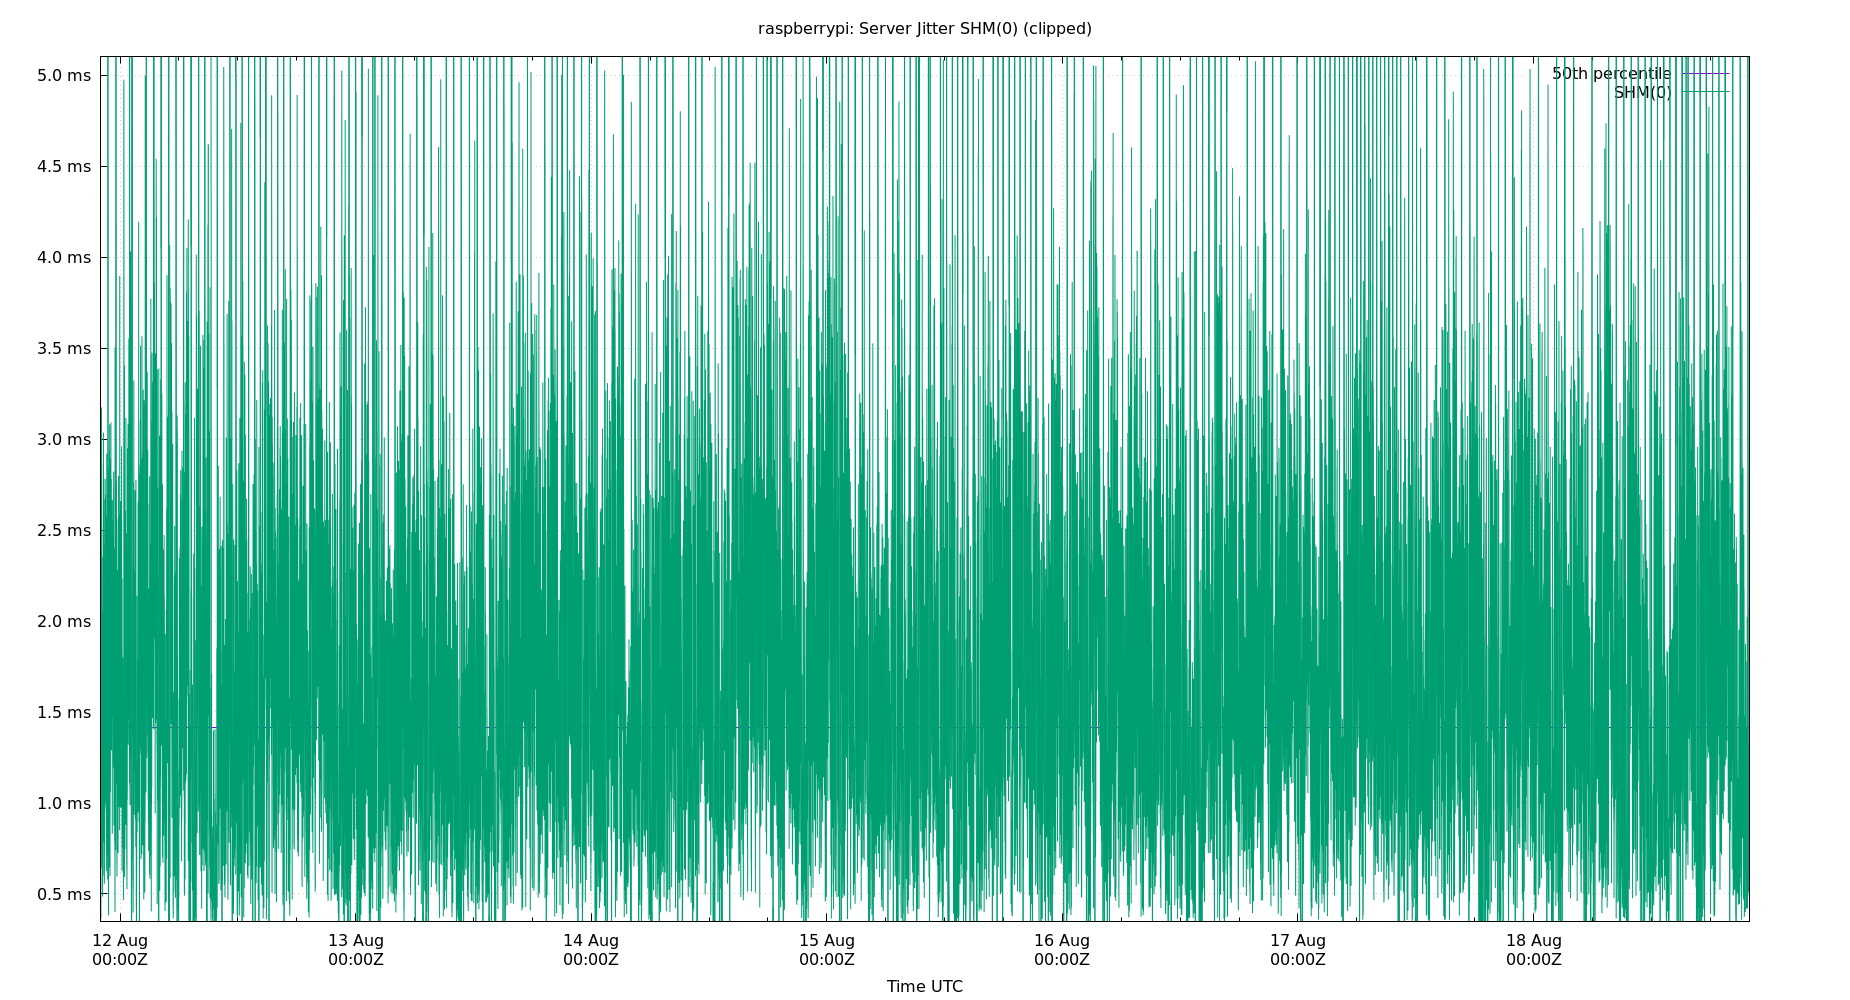 raspberrypi: Server Jitter SHM(0) (clipped)
5.0 ms
50th percentile
SHM(0)
4.5 ms
4.0 ms
3.5 ms
3.0 ms
2.5 ms
2.0 ms
1.5 ms
1.0 ms
0.5 ms
12 Aug 13 Aug 14 Aug 15 Aug 16 Aug 17 Aug 18 Aug
00:00Z 00:00Z 00:00Z 00:00Z 00:00Z 00:00Z 00:00Z
Time UTC